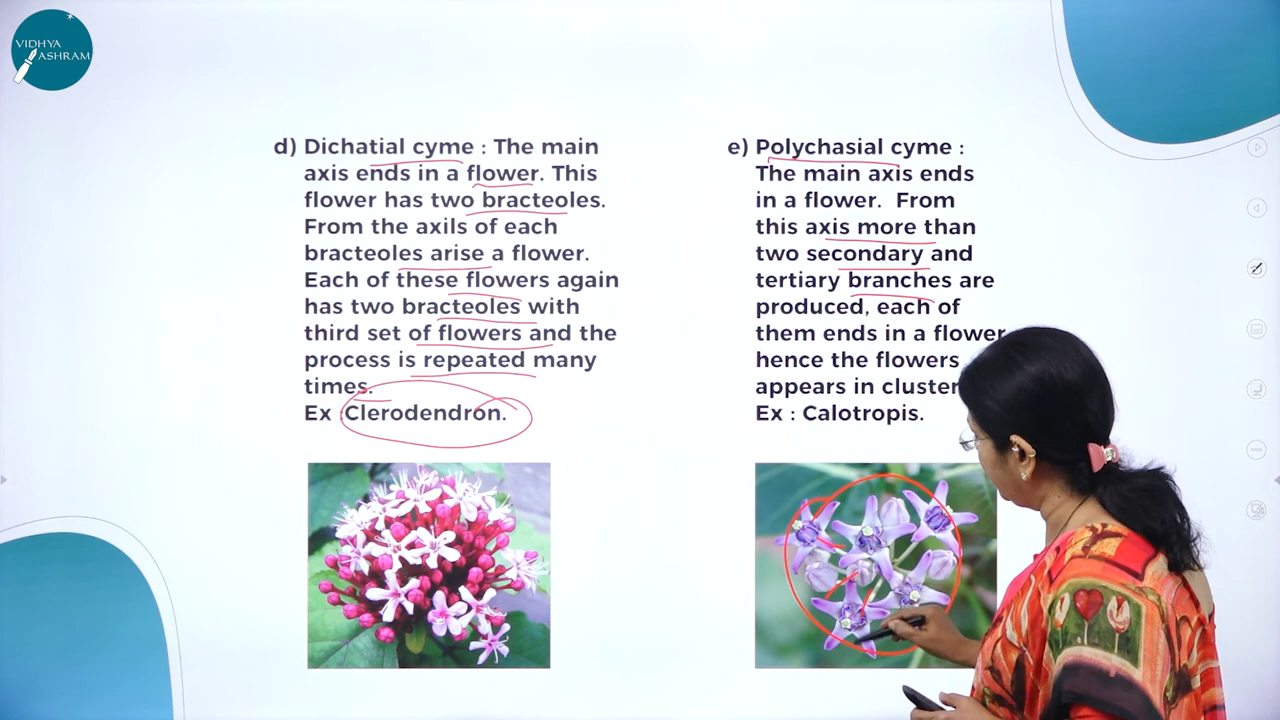 VIDHYA
ASHRAM
d) Dichatial cyme : The main
axis ends in a flower. This
flower has two bracteoles.
From the axils of each
bracteoles arise a flower.
Each of these flowers again
has two bracteoles with
third set of flowers and the
process is repeated many
times.
Ex : Clerodendron.
e) Polychasial cyme :
The main axis ends
in a flower. From
this axis more than
two secondary and
tertiary branches are
produced, each of
them ends in a flower
hence the flowers
appears in cluster
Ex : Calotropis.